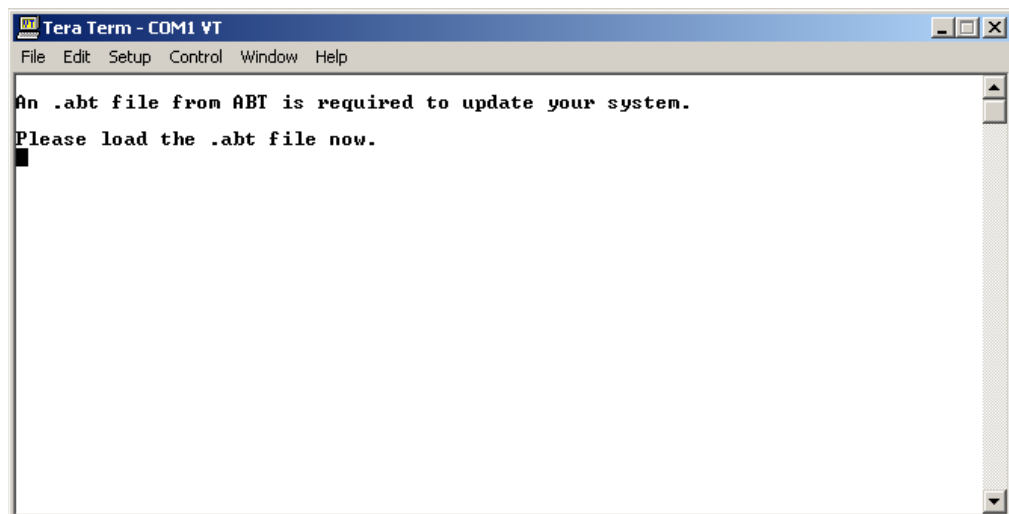 Tera Term - COM1 VT
File Edit Setup Control Window Help
An .abt file from ABT is required to update your system.
Please load the .abt file now.